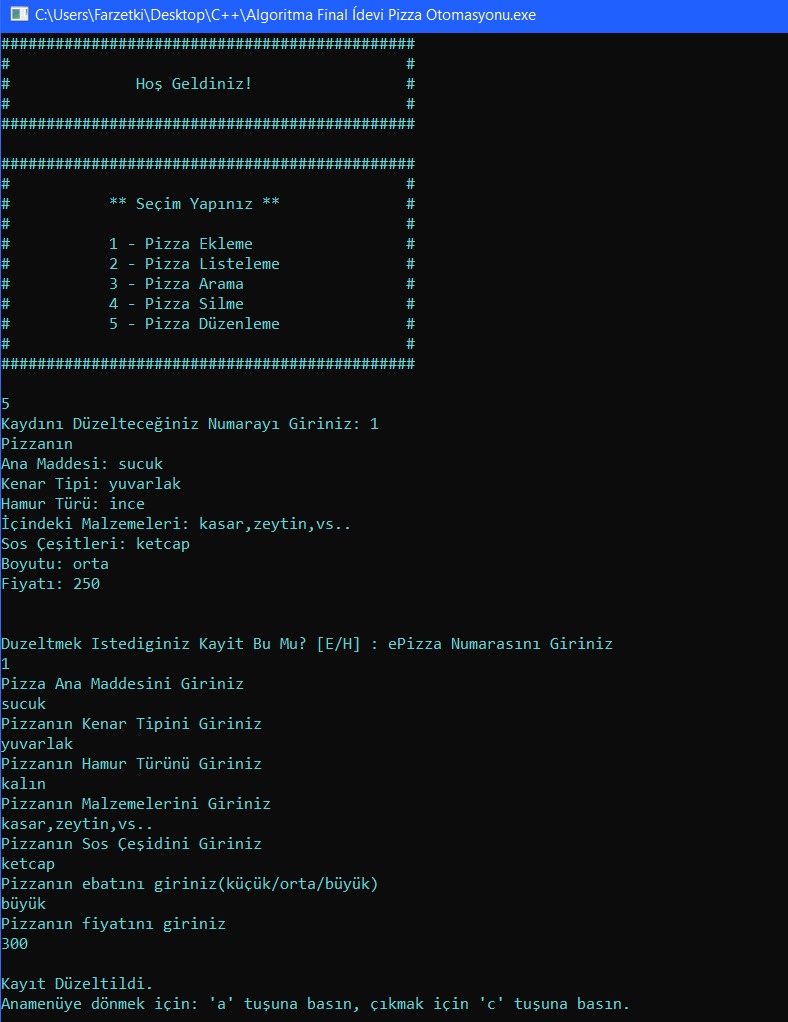 C:\Users\Farzetki\Desktop\C++\Algoritma Final Ídevi Pizza Otomasyonu.exe
##############################################
#                                            #
#              Hoş Geldiniz!                 #
#                                            #
##############################################
##############################################
#                                            #
#           ** Seçim Yapınız **              #
#                                            #
#           1 - Pizza Ekleme                 #
#           2 - Pizza Listeleme              #
#           3 - Pizza Arama                  #
#           4 - Pizza Silme                  #
#           5 - Pizza Düzenleme              #
#                                            #
##############################################
5
Kaydını Düzelteceğiniz Numarayı Giriniz: 1
Pizzanın
Ana Maddesi: sucuk
Kenar Tipi: yuvarlak
Hamur Türü: ince
İçindeki Malzemeleri: kasar,zeytin,vs..
Sos Çeşitleri: ketcap
Boyutu: orta
Fiyatı: 250
Duzeltmek Istediginiz Kayit Bu Mu? [E/H] : ePizza Numarasını Giriniz
1
Pizza Ana Maddesini Giriniz
sucuk
Pizzanın Kenar Tipini Giriniz
yuvarlak
Pizzanın Hamur Türünü Giriniz
kalın
Pizzanın Malzemelerini Giriniz
kasar,zeytin,vs..
Pizzanın Sos Çeşidini Giriniz
ketcap
Pizzanın ebatını giriniz(küçük/orta/büyük)
büyük
Pizzanın fiyatını giriniz
300
Kayıt Düzeltildi.
Anamenüye dönmek için: 'a' tuşuna basın, çıkmak için 'c' tuşuna basın.